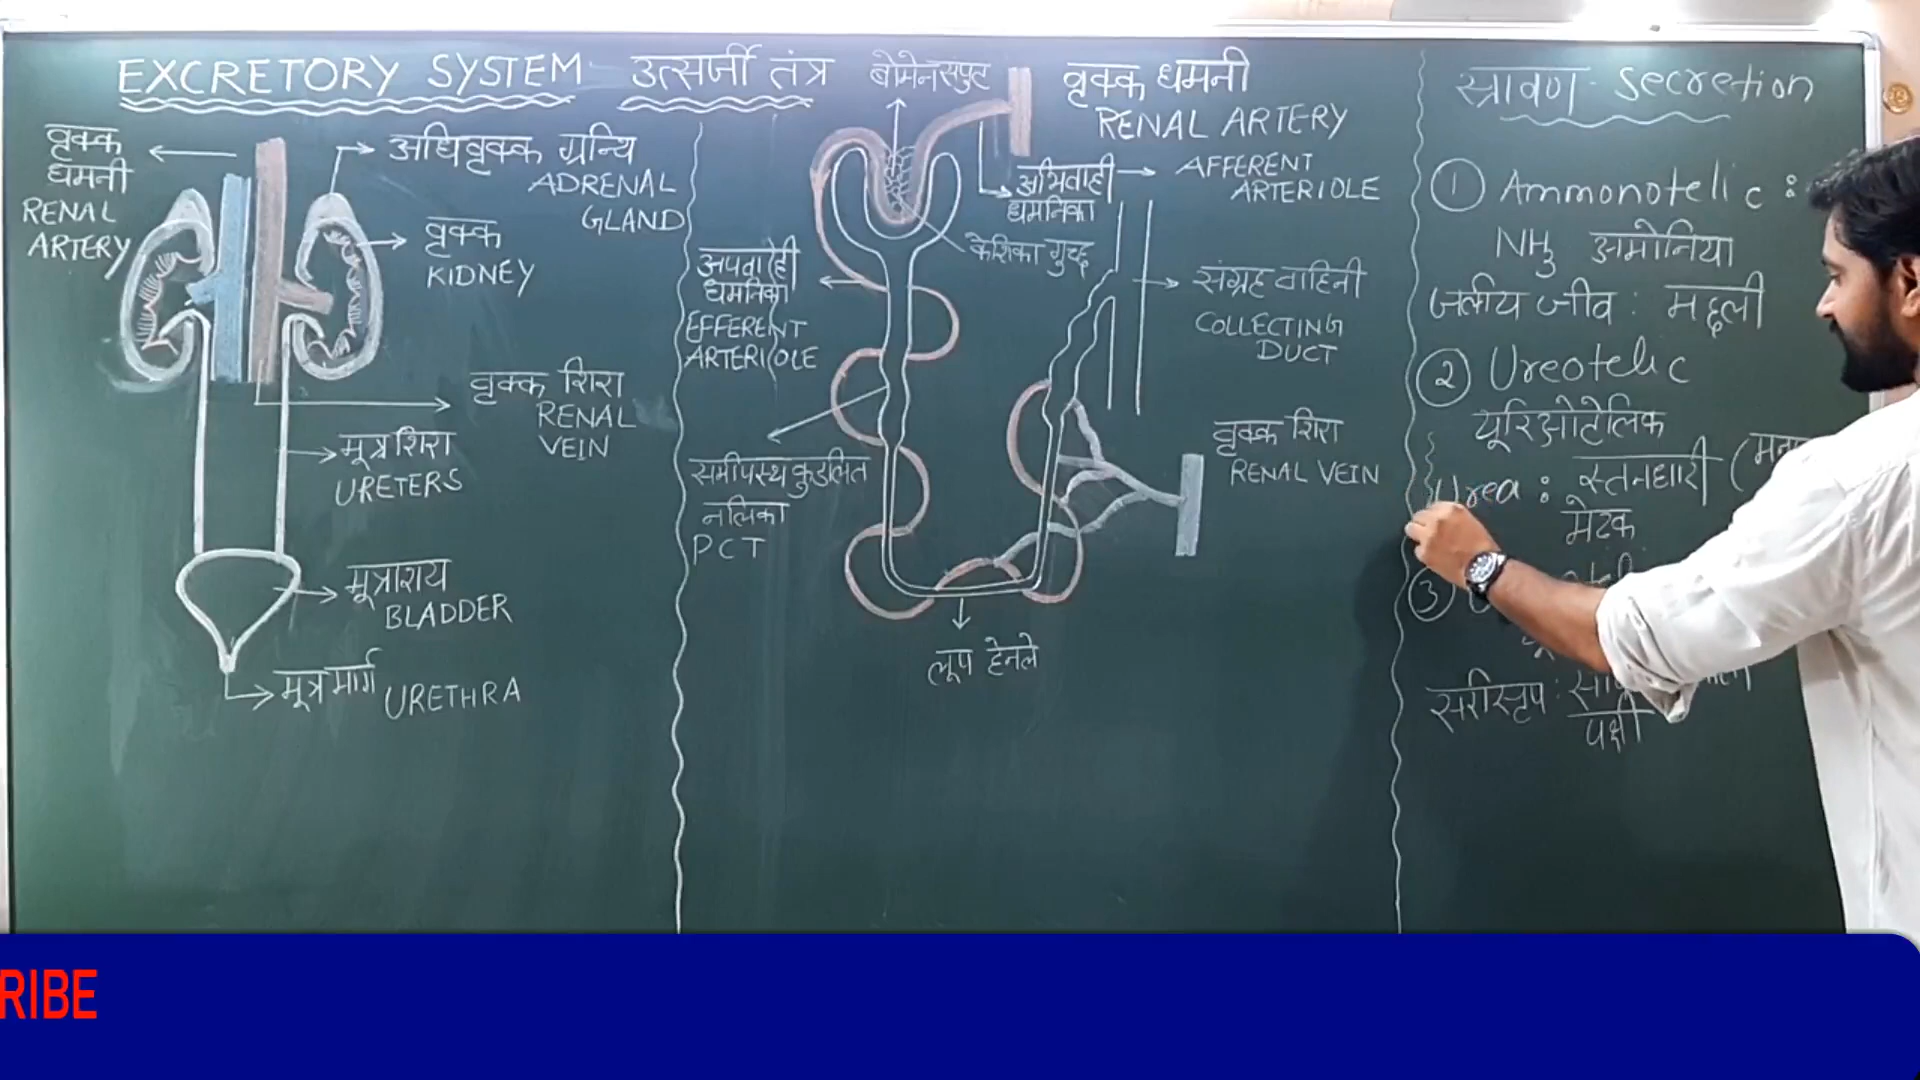 EXCRETORY SYSTEM उत्सर्जी तंत्र
वृक्क
धमनी
RENAL
ARTERY
अधिवृक्क ग्रन्थि
ADRENAL
GLAND
वृक्क
KIDNEY
वृक्क शिरा
RENAL
VEIN
मूत्रशिरा
URETERS
मूत्राशय
BLADDER
मूत्र मार्ग URETHRA
बोमेन सपुट
वृक्क धमनी
RENAL ARTERY
अभिवाही
धमनिका
AFFERENT
ARTERIOLE
केशिका गुच्छ
अपवाही
धमनिका
EFFERENT
ARTERIOLE
संग्रह वाहिनी
COLLECTING
DUCT
वृक्क शिरा
RENAL VEIN
समीपस्थ कुडलित
नलिका
PCT
लूप हेनले
स्रावण - Secretion
① Ammonotelic :
NH3 अमोनिया
जलीय जीव : मछली
② Ureotelic
यूरिओटेलिक
Urea : स्तनधारी (
मेंढक
③
सरीसृप :
पक्षी
RIBE